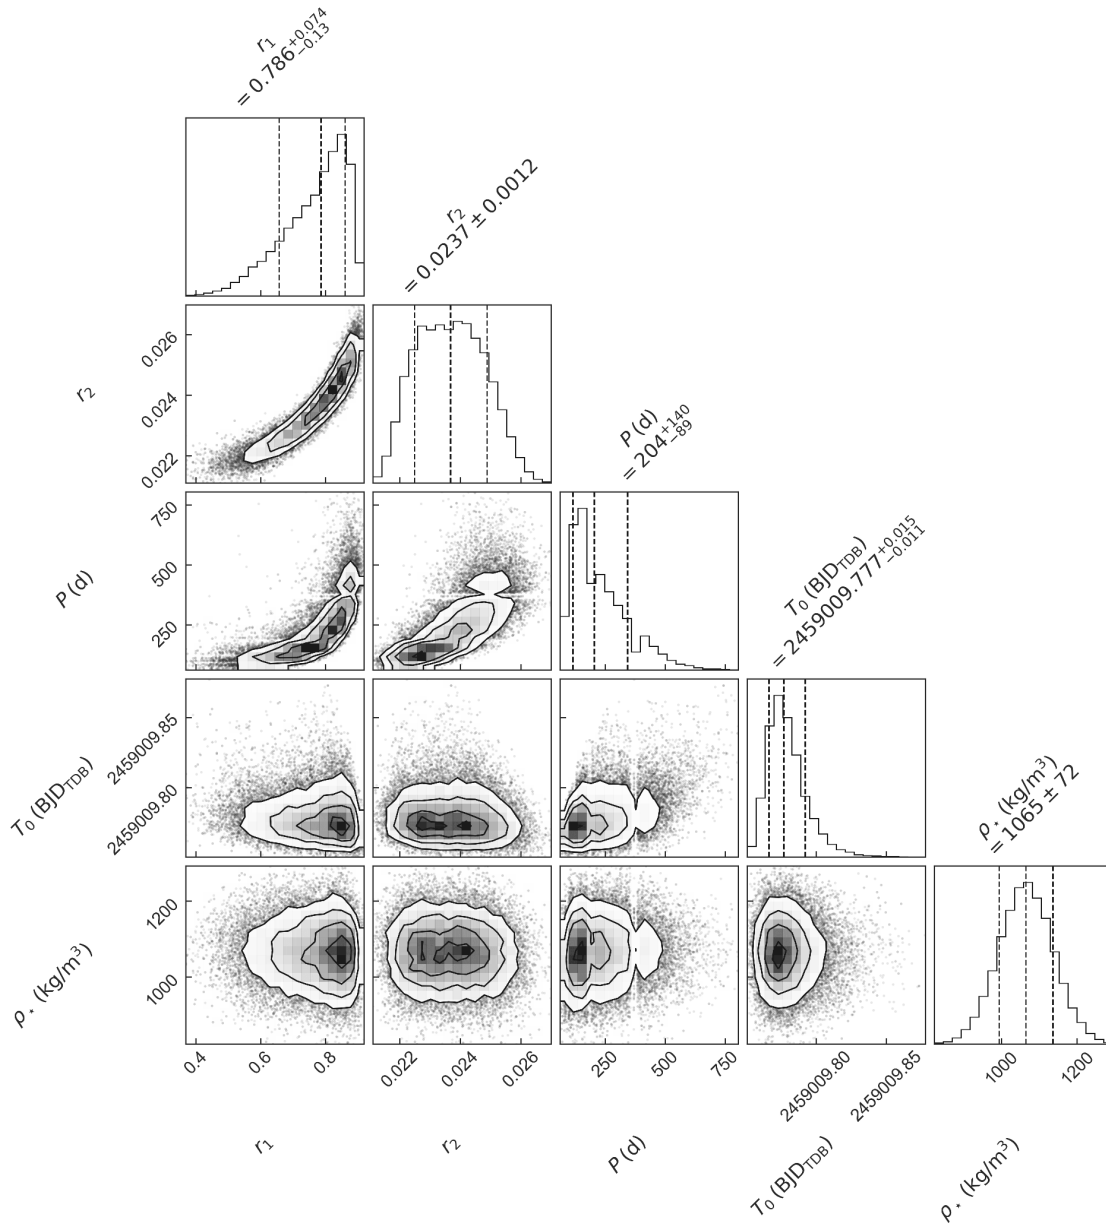 r₁
= 0.786+0.074−0.13
r₂
= 0.0237 ± 0.0012
0.026
0.024
0.022
r₂
P (d)
= 204+140−89
750
500
250
P (d)
T₀ (BJD_TDB)
= 2459009.777+0.015−0.011
2459009.85
2459009.80
T₀ (BJD_TDB)
ρ⋆ (kg/m³)
= 1065 ± 72
1200
1000
ρ⋆ (kg/m³)
0.4 0.6 0.8 0.022 0.024 0.026 250 500 750 2459009.80 2459009.85 1000 1200
r₁ r₂ P (d) T₀ (BJD_TDB) ρ⋆ (kg/m³)